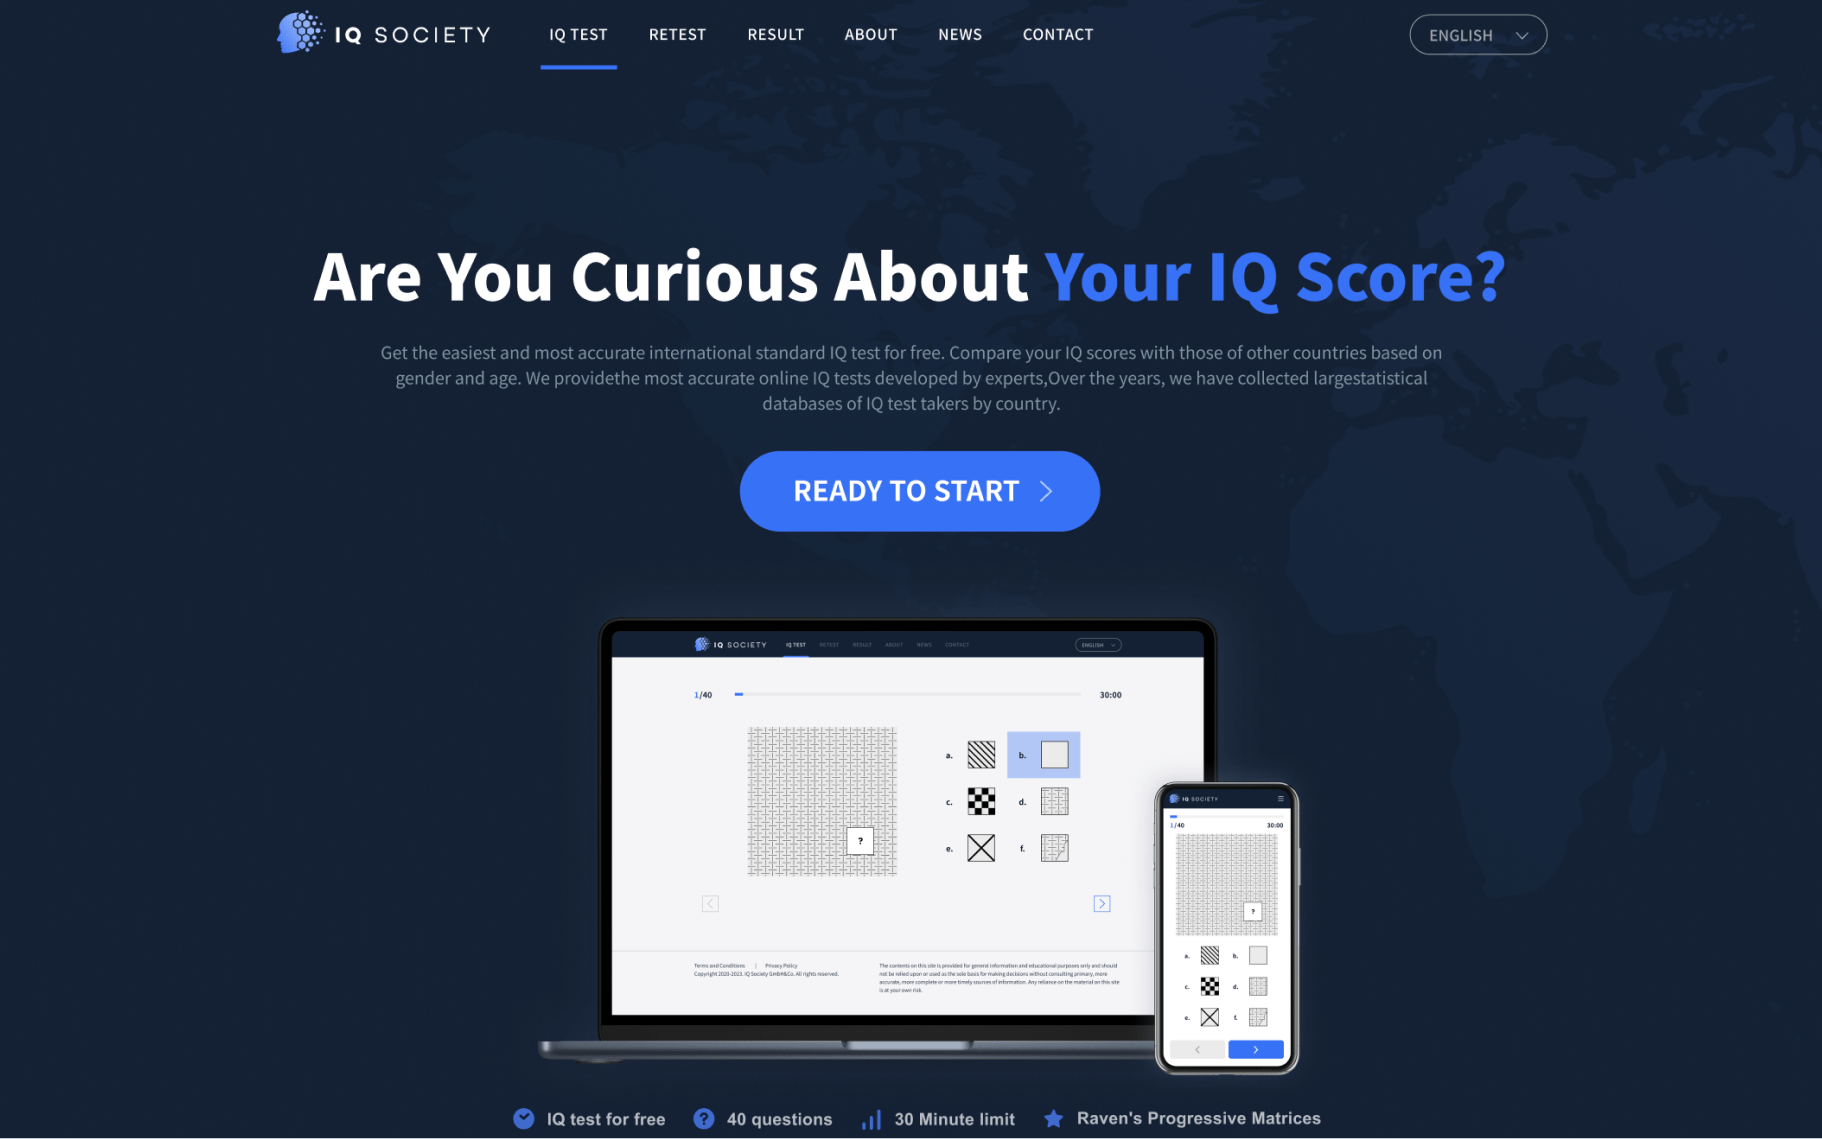 IQ SOCIETY
IQ TEST
RETEST
RESULT
ABOUT
NEWS
CONTACT
ENGLISH
Are You Curious About Your IQ Score?
Get the easiest and most accurate international standard IQ test for free. Compare your IQ scores with those of other countries based on
gender and age. We providethe most accurate online IQ tests developed by experts,Over the years, we have collected largestatistical
databases of IQ test takers by country.
READY TO START
IQ SOCIETY
IQ TEST
RETEST
RESULT
ABOUT
NEWS
CONTACT
ENGLISH
1/40
30:00
a.
b.
c.
d.
e.
f.
?
Terms and Conditions | Privacy Policy
Copyright 2020-2023. IQ Society GmbH&Co. All rights reserved.
The contents on this site is provided for general information and educational purposes only and should
not be relied upon or used as the sole basis for making decisions without consulting primary, more
accurate, more complete or more timely sources of information. Any reliance on the material on this site
is at your own risk.
IQ SOCIETY
1/40
30:00
?
a.
b.
c.
d.
e.
f.
IQ test for free
40 questions
30 Minute limit
Raven's Progressive Matrices